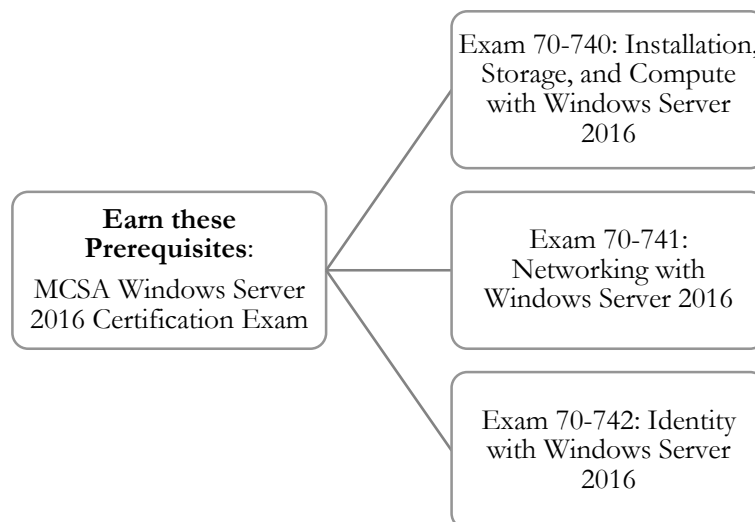 Earn these
Prerequisites:
MCSA Windows Server
2016 Certification Exam
Exam 70-740: Installation,
Storage, and Compute
with Windows Server
2016
Exam 70-741:
Networking with
Windows Server 2016
Exam 70-742: Identity
with Windows Server
2016